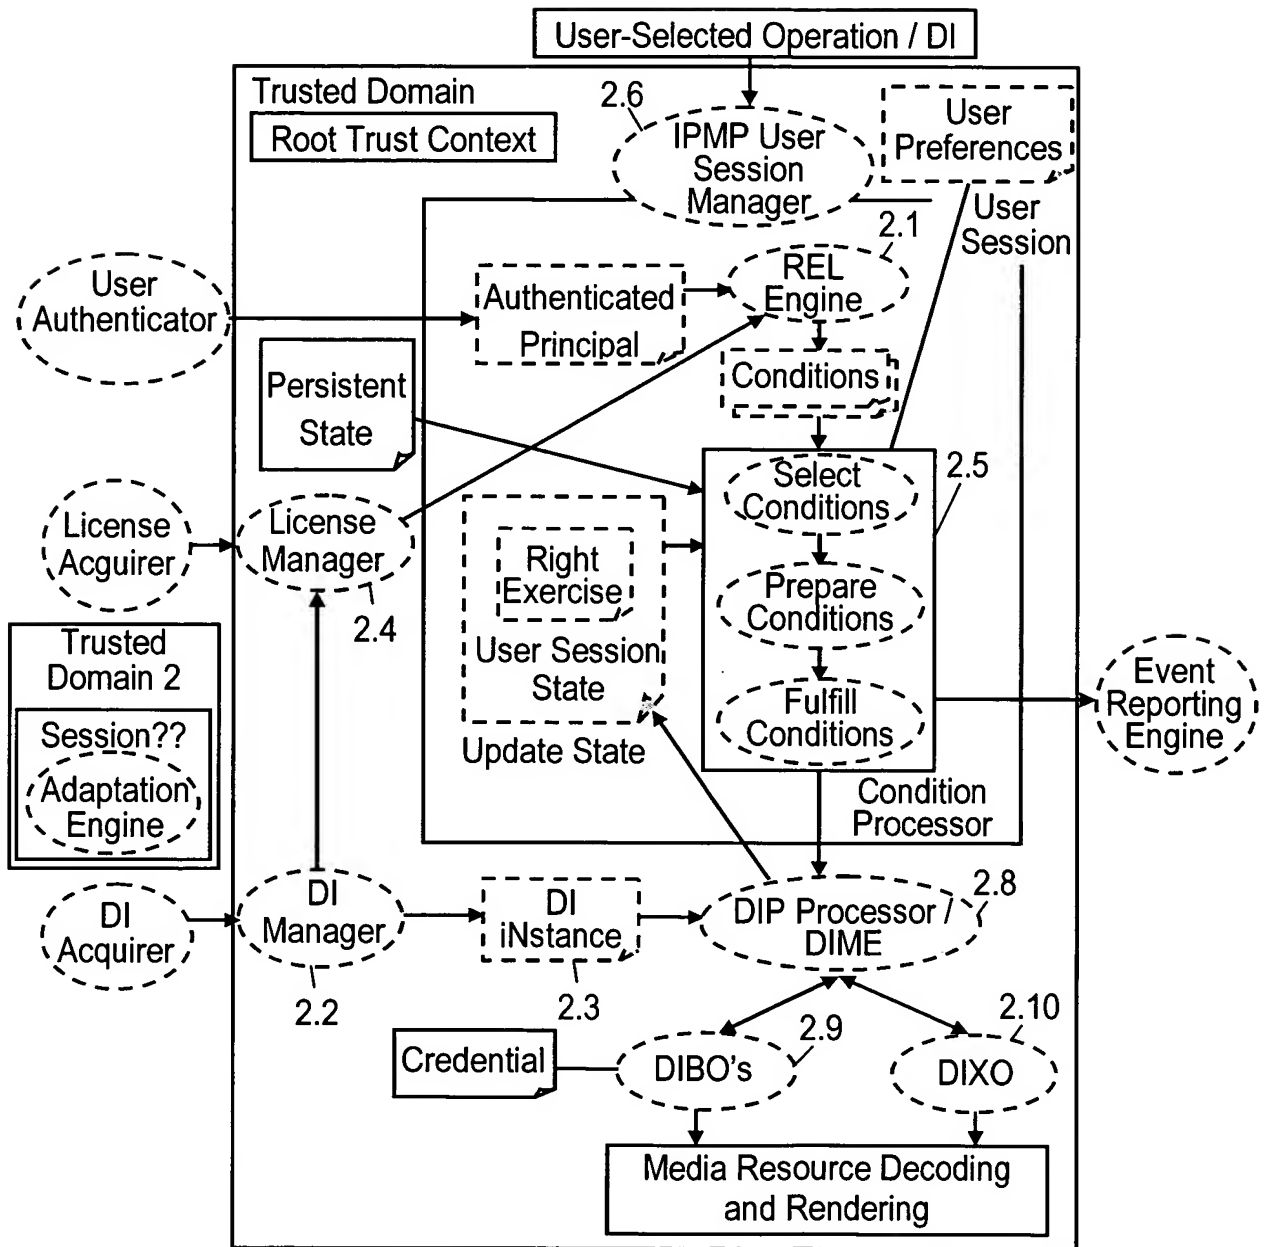 User-Selected Operation / DI
Trusted Domain
Root Trust Context
2.6
IPMP User
Session
Manager
User
Preferences
User
Session
2.1
REL
Engine
User
Authenticator
Authenticated
Principal
Persistent
State
Conditions
2.5
Select
Conditions
License
Acguirer
License
Manager
2.4
Right
Exercise
User Session
State
Update State
Prepare
Conditions
Fulfill
Conditions
Condition
Processor
Event
Reporting
Engine
Trusted
Domain 2
Session??
Adaptation
Engine
DI
Acquirer
DI
Manager
2.2
DI
iNstance
2.3
DIP Processor /
DIME
2.8
Credential
DIBO's
2.9
DIXO
2.10
Media Resource Decoding
and Rendering